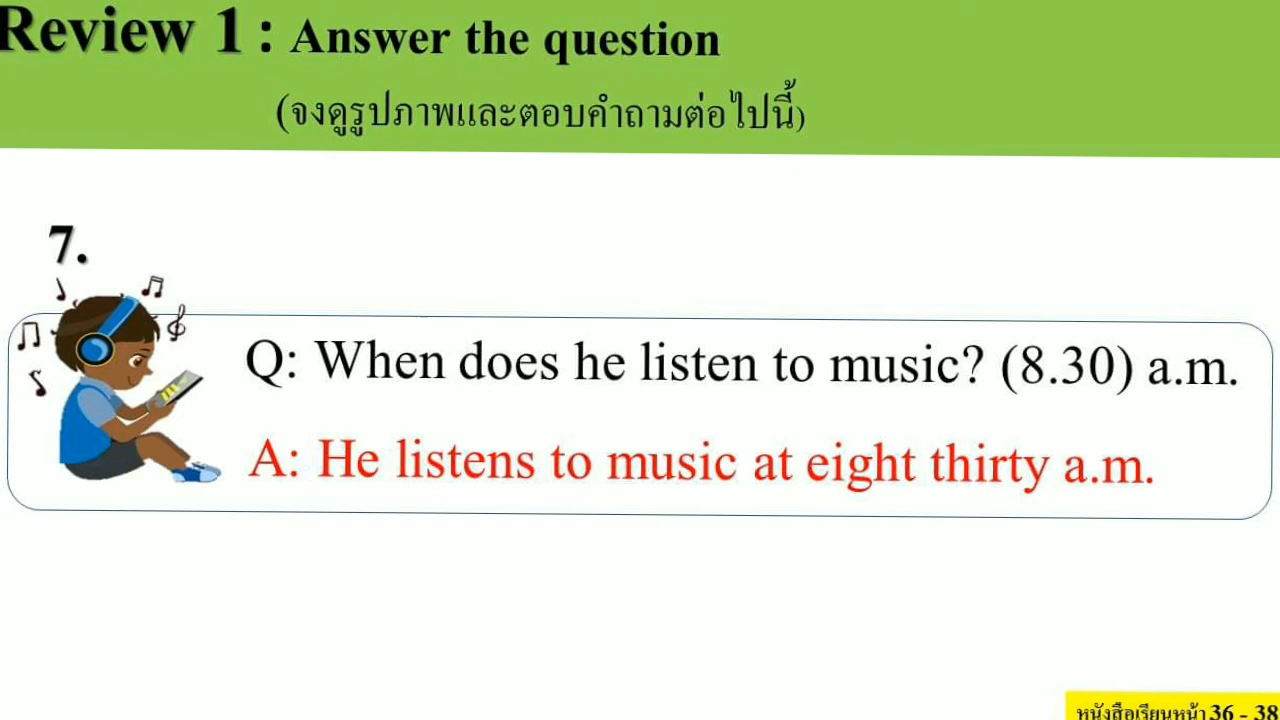 Review 1 : Answer the question
(จงดูรูปภาพและตอบคำถามต่อไปนี้)
7.
Q: When does he listen to music? (8.30) a.m.
A: He listens to music at eight thirty a.m.
หนังสือเรียนหน้า 36 - 38